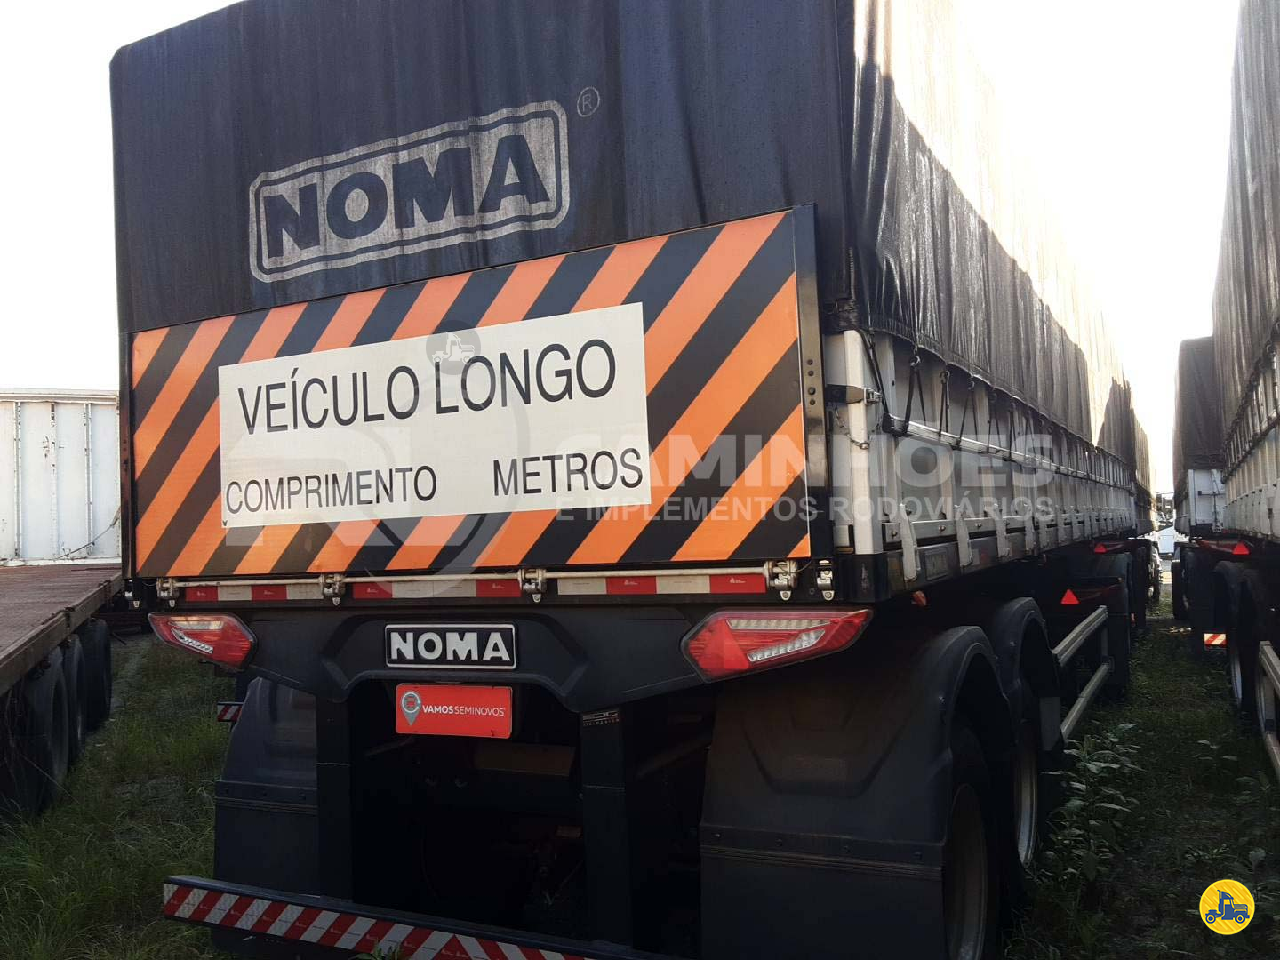 NOMA ®
VEÍCULO LONGO
COMPRIMENTO METROS
CAMINHÕES
E IMPLEMENTOS RODOVIÁRIOS
NOMA
VAMOS SEMINOVOS